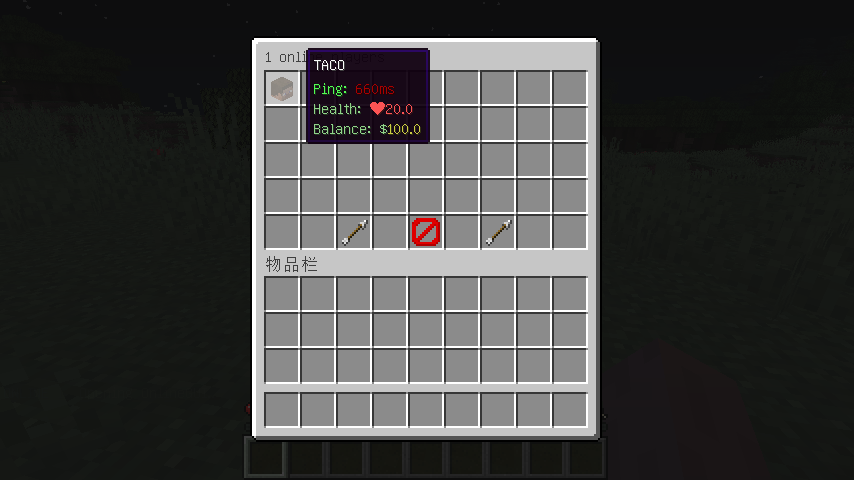 1 onli
TACO
Ping: 660ms
Health: ❤20.0
Balance: $100.0
物品栏